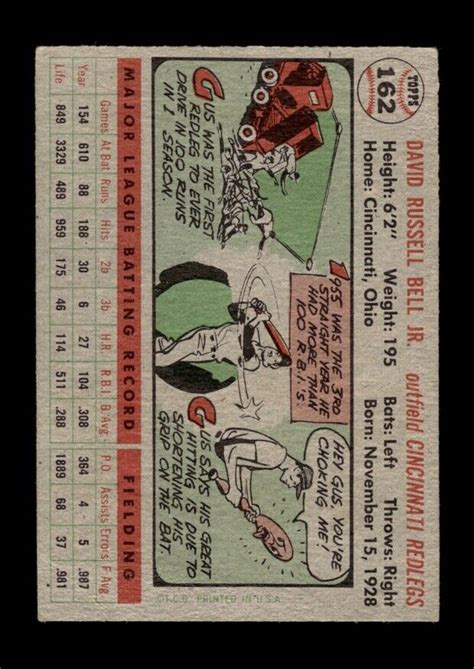 TOPPS
162
DAVID RUSSELL BELL JR. outfield CINCINNATI REDLEGS
Height: 6'2" Weight: 195 Bats: Left Throws: Right
Home: Cincinnati, Ohio Born: November 15, 1928
GUS WAS THE FIRST
REDLEG TO EVER
DRIVE IN 100 RUNS
IN 1
SEASON.
1955 WAS THE 3RD
STRAIGHT YEAR HE
HAD MORE THAN
100 R.B.I'S.
HEY GUS, YOU'RE
CHOKING ME!
GUS SAYS HIS GREAT
HITTING IS DUE TO
SHORTENING HIS
GRIP ON THE BAT.
©T.C.G. PRINTED IN U.S.A.
MAJOR LEAGUE BATTING RECORD FIELDING
Games At Bat Runs Hits 2b 3b H.R. R.B.I. B.Avg. P.O. Assists Errors F.Avg
Year 154 610 88 188 30 6 27 104 .308 364 4 5 .987
Life 849 3329 489 959 175 46 114 511 .288 1889 68 37 .981